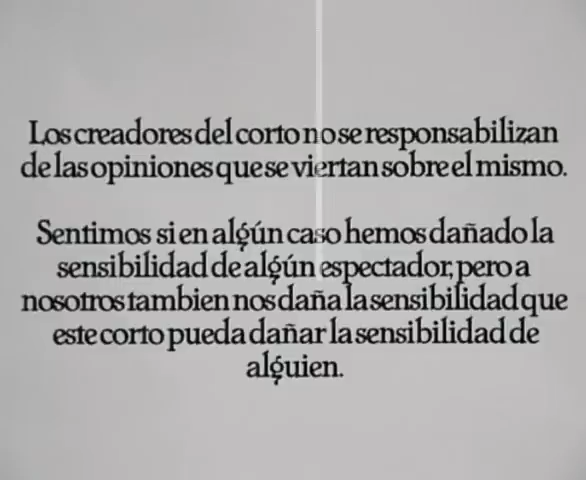 Los creadores del corto no se responsabilizan
de las opiniones que se viertan sobre el mismo.
Sentimos si en algún caso hemos dañado la
sensibilidad de algún espectador, pero a
nosotros tambien nos daña la sensibilidad que
este corto pueda dañar la sensibilidad de
alguien.